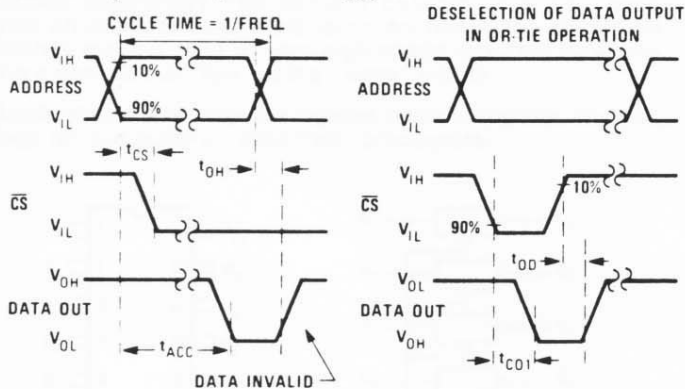 CYCLE TIME = 1/FREQ
VIH
ADDRESS
VIL
10%
90%
tCS
tOH
VIH
CS
VIL
VOH
DATA OUT
VOL
tACC
DATA INVALID
DESELECTION OF DATA OUTPUT
IN OR-TIE OPERATION
VIH
ADDRESS
VIL
VIH
CS
VIL
10%
90%
tOD
VOL
DATA OUT
VOH
tCO1